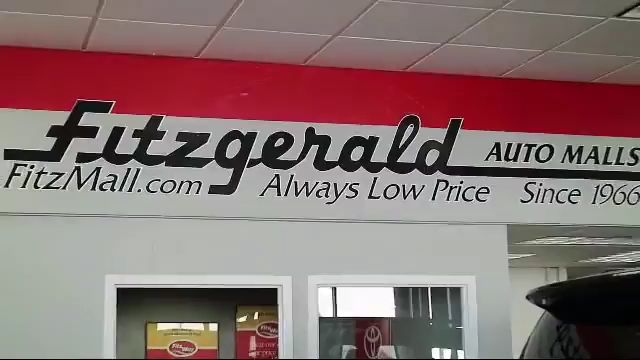 Fitzgerald AUTO MALLS
FitzMall.com Always Low Price Since 1966